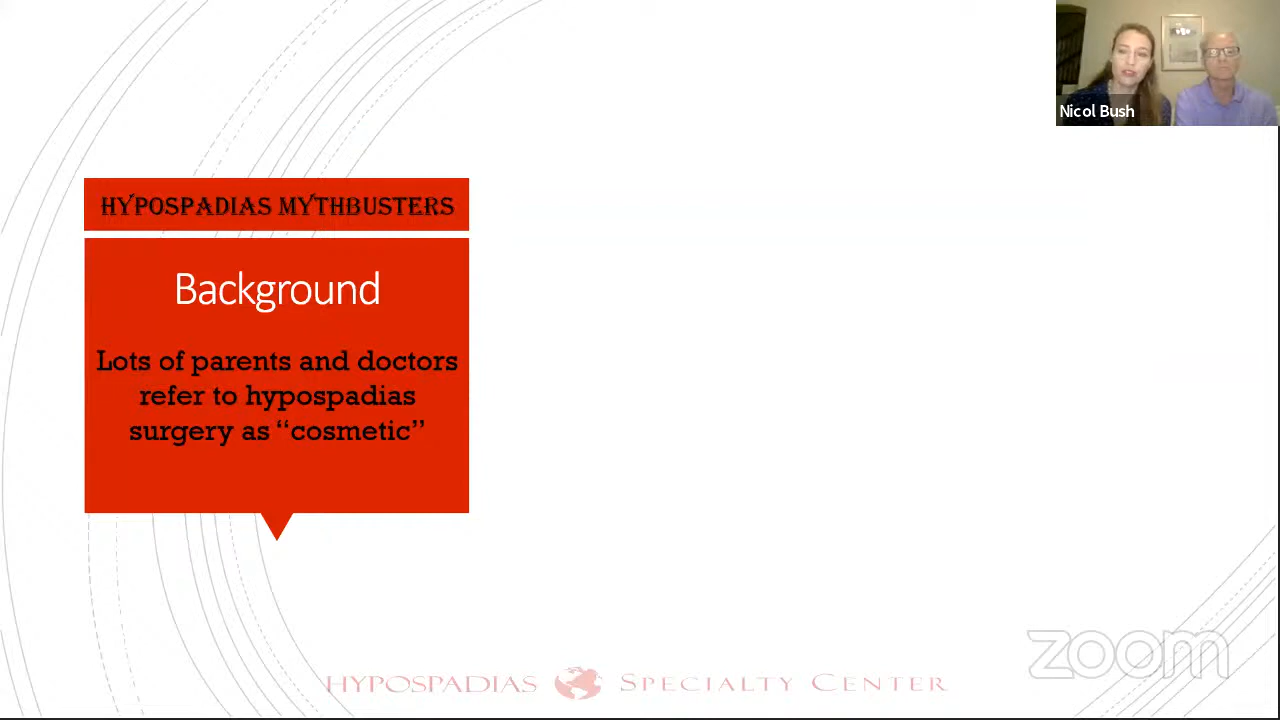 Nicol Bush
HYPOSPADIAS MYTHBUSTERS
Background
Lots of parents and doctors
refer to hypospadias
surgery as “cosmetic”
zoom
HYPOSPADIAS SPECIALTY CENTER